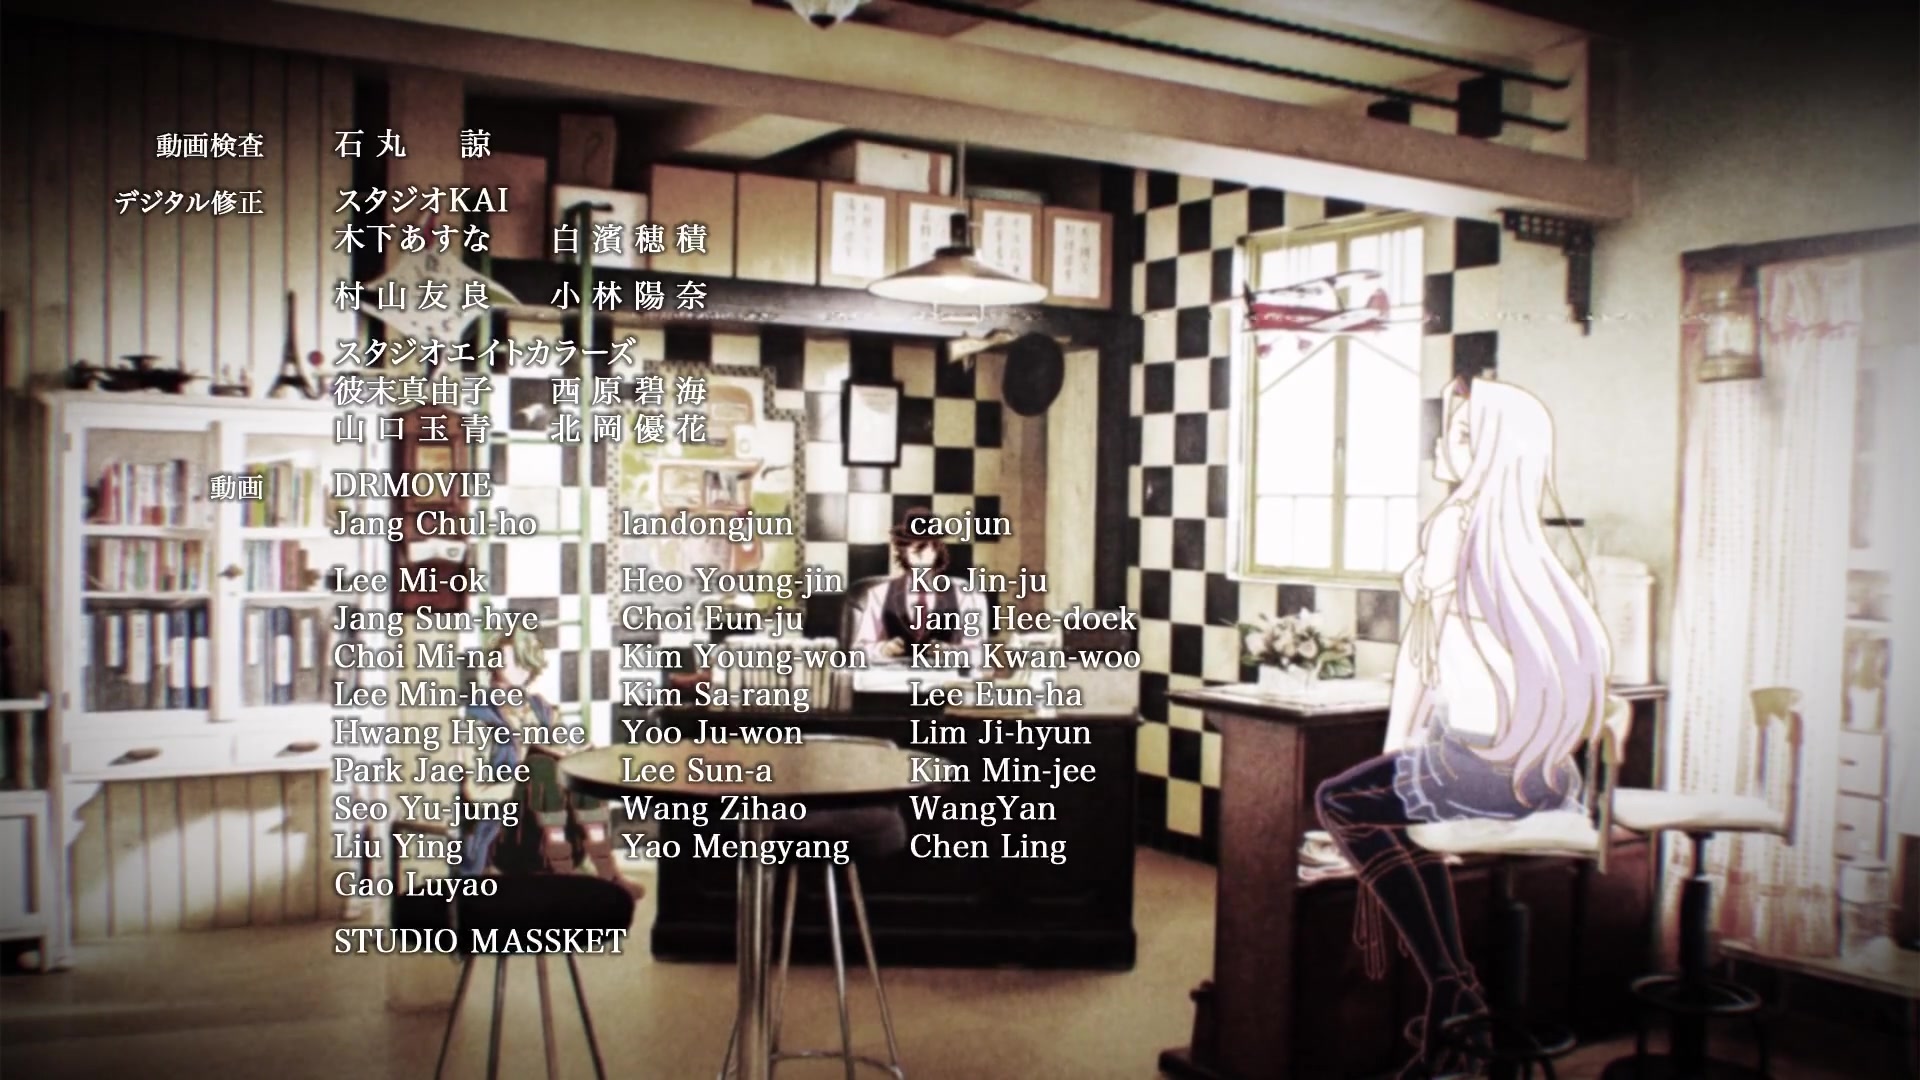 動画検査 石丸 諒
デジタル修正 スタジオKAI
木下あすな 白濱穂積
村山友良 小林陽奈
スタジオエイトカラーズ
彼末真由子 西原碧海
山口玉青 北岡優花
動画 DRMOVIE
Jang Chul-ho landongjun caojun
Lee Mi-ok Heo Young-jin Ko Jin-ju
Jang Sun-hye Choi Eun-ju Jang Hee-doek
Choi Mi-na Kim Young-won Kim Kwan-woo
Lee Min-hee Kim Sa-rang Lee Eun-ha
Hwang Hye-mee Yoo Ju-won Lim Ji-hyun
Park Jae-hee Lee Sun-a Kim Min-jee
Seo Yu-jung Wang Zihao WangYan
Liu Ying Yao Mengyang Chen Ling
Gao Luyao
STUDIO MASSKET